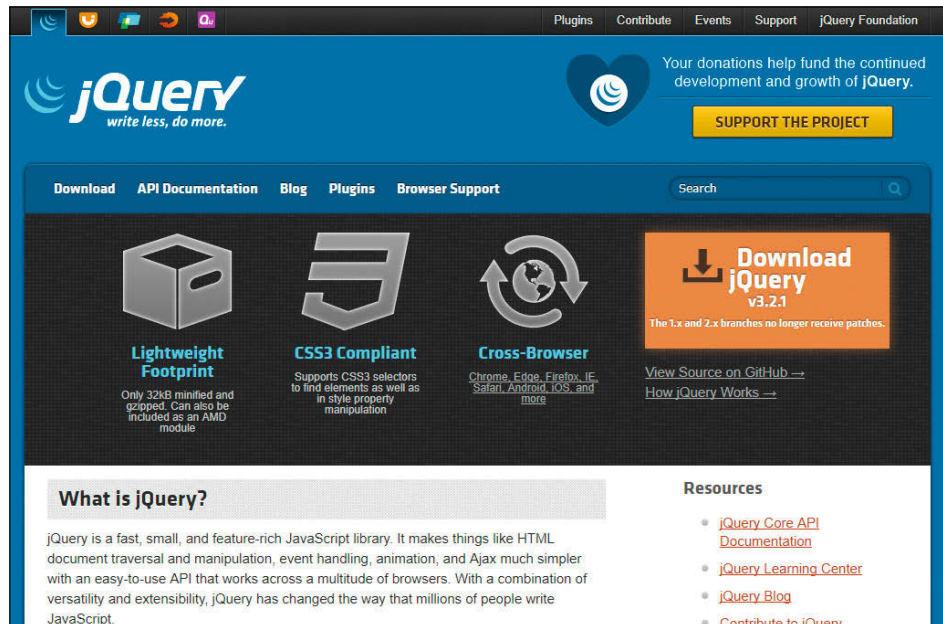 Plugins Contribute Events Support jQuery Foundation
Qu
jQuery
write less, do more.
Your donations help fund the continued
development and growth of jQuery.
SUPPORT THE PROJECT
Download API Documentation Blog Plugins Browser Support
Search
Lightweight
Footprint
Only 32kB minified and
gzipped. Can also be
included as an AMD
module
CSS3 Compliant
Supports CSS3 selectors
to find elements as well as
in style property
manipulation
Cross-Browser
Chrome, Edge, Firefox, IE,
Safari, Android, iOS, and
more
Download
jQuery
v3.2.1
The 1.x and 2.x branches no longer receive patches.
View Source on GitHub →
How jQuery Works →
What is jQuery?
jQuery is a fast, small, and feature-rich JavaScript library. It makes things like HTML
document traversal and manipulation, event handling, animation, and Ajax much simpler
with an easy-to-use API that works across a multitude of browsers. With a combination of
versatility and extensibility, jQuery has changed the way that millions of people write
JavaScript.
Resources
jQuery Core API
Documentation
jQuery Learning Center
jQuery Blog
Contribute to jQuery